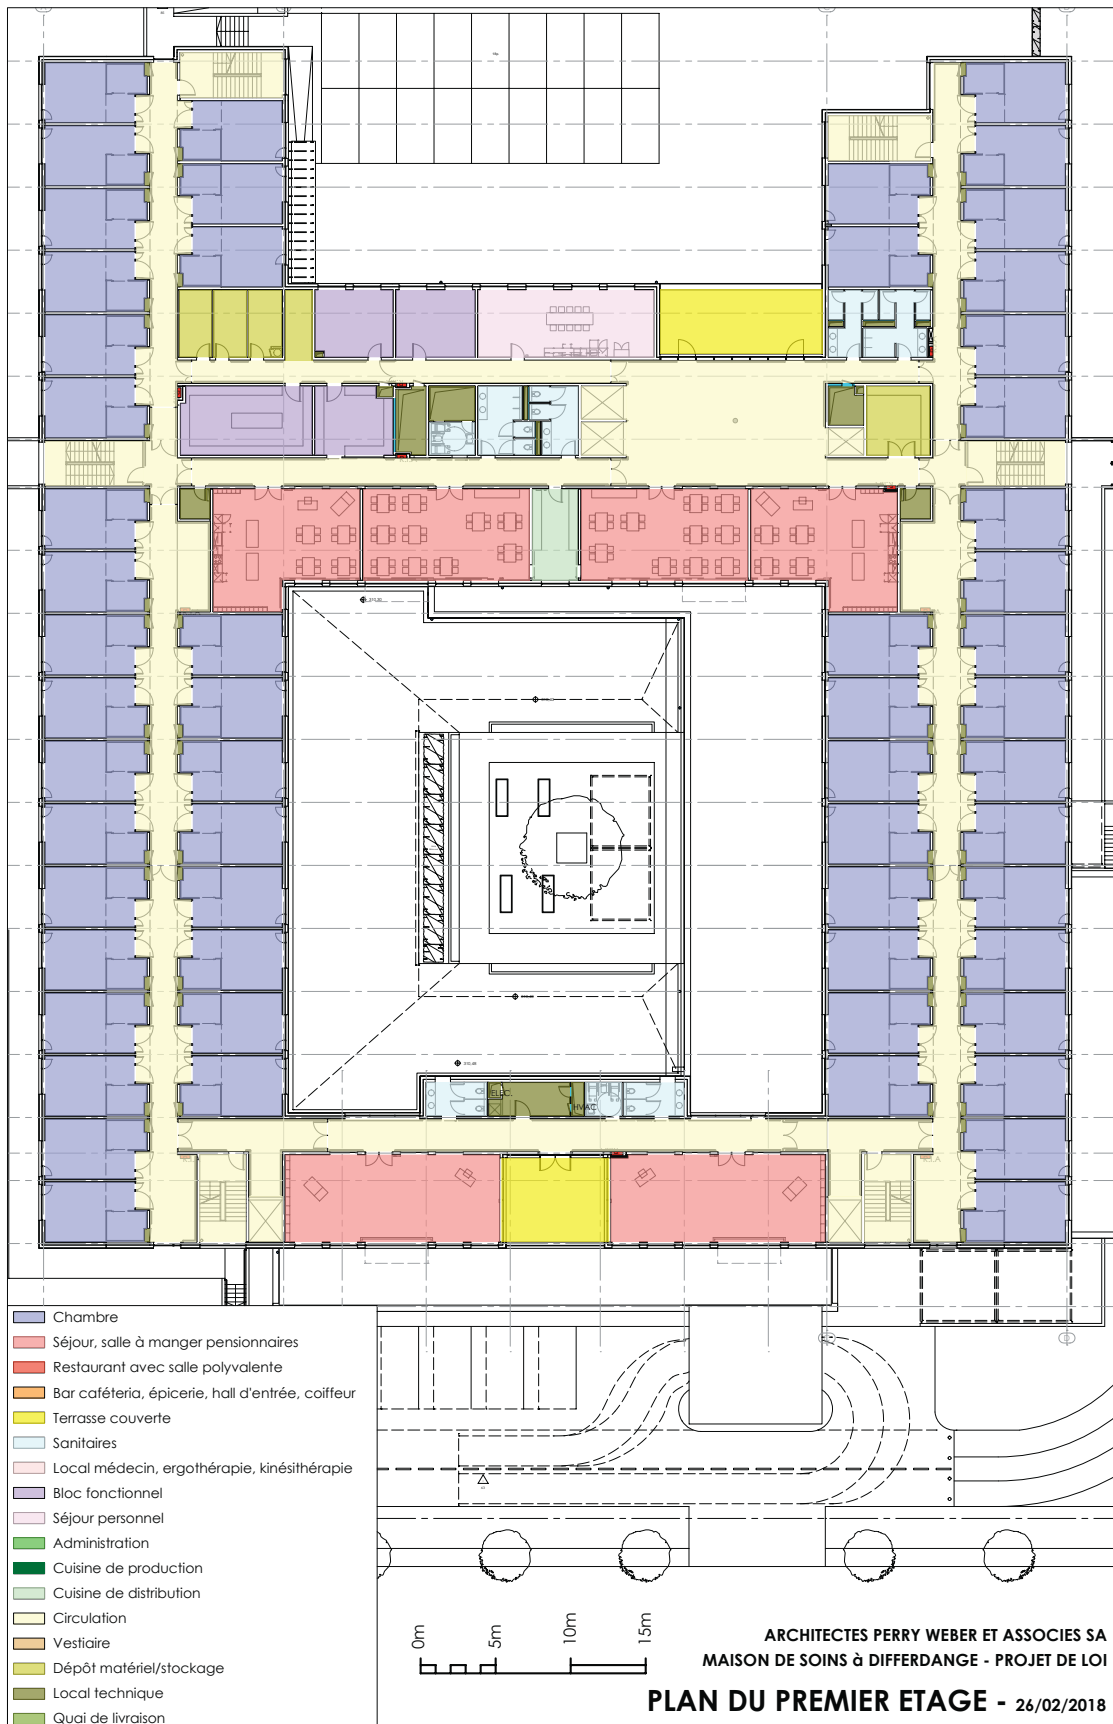 ELEC.
HVAC
Chambre
Séjour, salle à manger pensionnaires
Restaurant avec salle polyvalente
Bar caféteria, épicerie, hall d'entrée, coiffeur
Terrasse couverte
Sanitaires
Local médecin, ergothérapie, kinésithérapie
Bloc fonctionnel
Séjour personnel
Administration
Cuisine de production
Cuisine de distribution
Circulation
Vestiaire
Dépôt matériel/stockage
Local technique
Quai de livraison
0m
5m
10m
15m
ARCHITECTES PERRY WEBER ET ASSOCIES SA
MAISON DE SOINS à DIFFERDANGE - PROJET DE LOI
PLAN DU PREMIER ETAGE - 26/02/2018